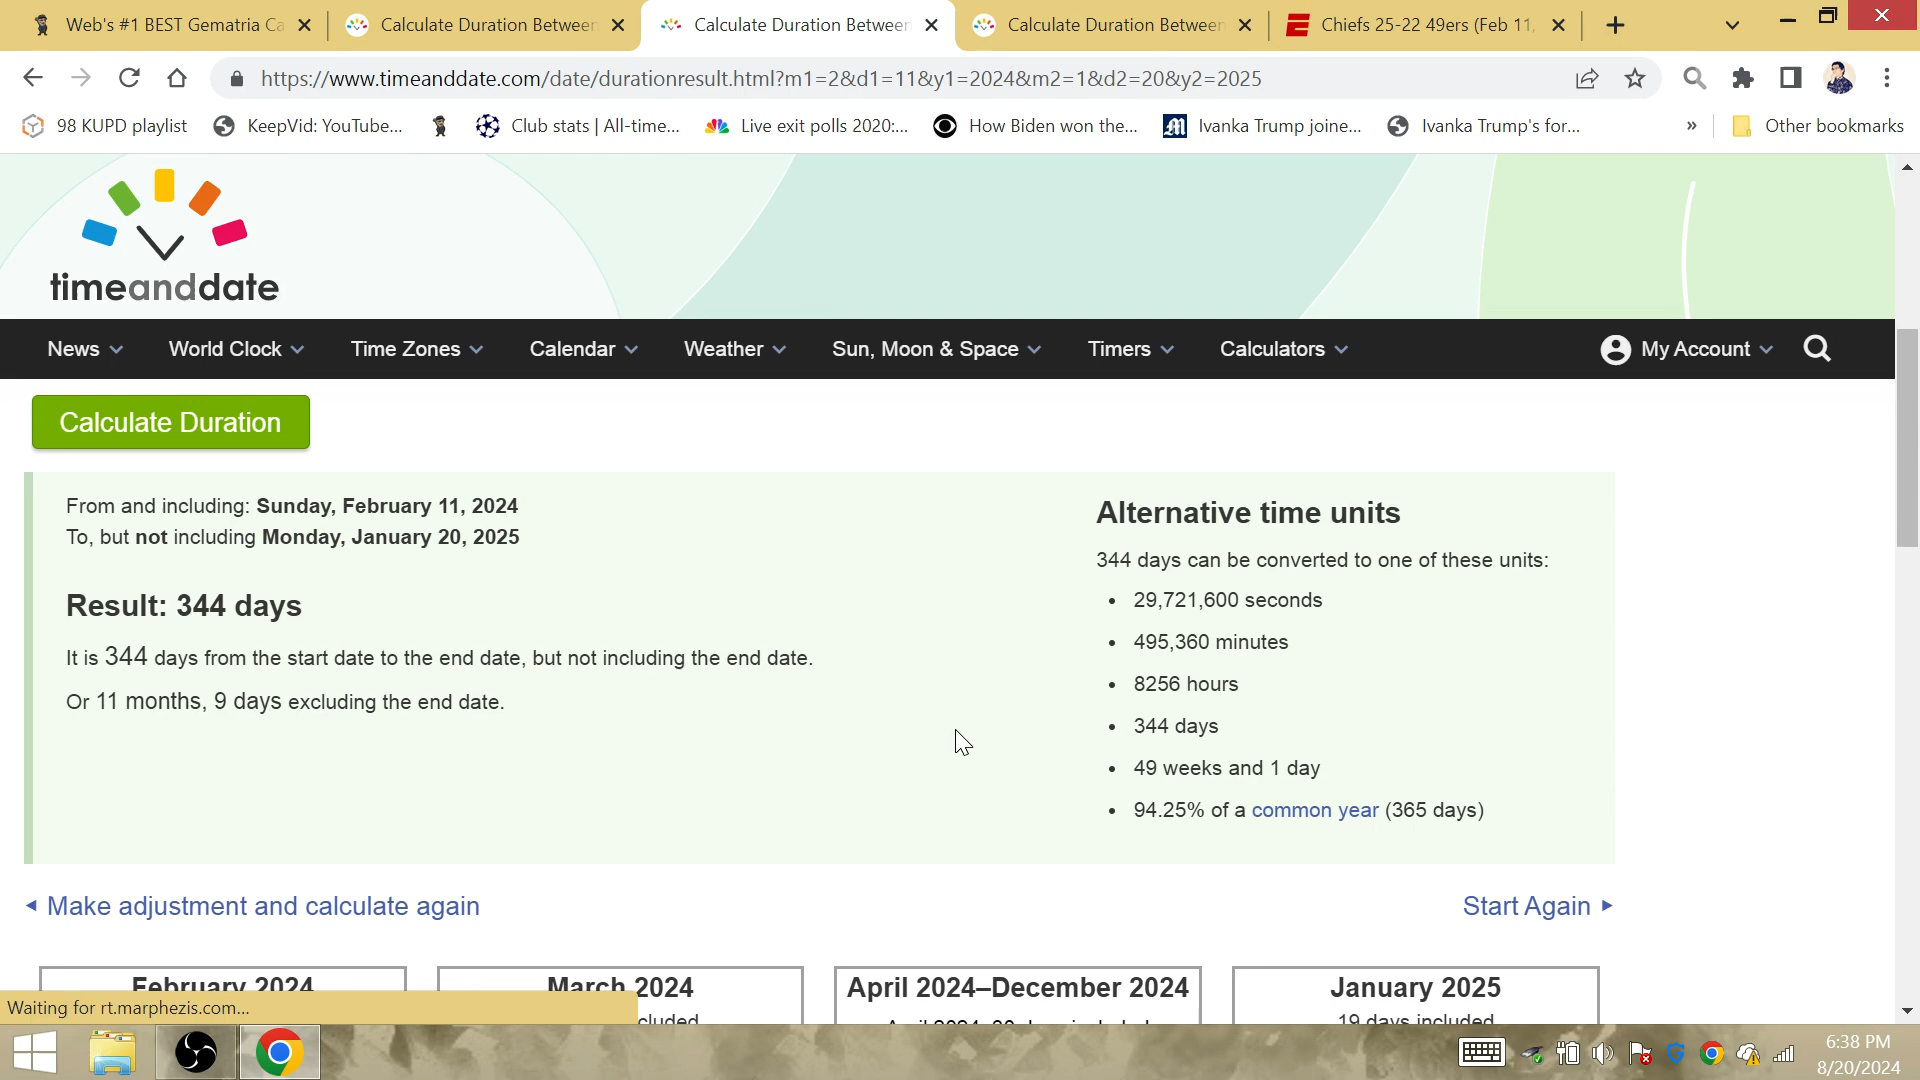 Web's #1 BEST Gematria Ca
Calculate Duration Between
Calculate Duration Between
Calculate Duration Between
Chiefs 25-22 49ers (Feb 11,
https://www.timeanddate.com/date/durationresult.html?m1=2&d1=11&y1=2024&m2=1&d2=20&y2=2025
98 KUPD playlist
KeepVid: YouTube...
Club stats | All-time...
Live exit polls 2020:...
How Biden won the...
Ivanka Trump joine...
Ivanka Trump's for...
»
Other bookmarks
timeanddate
News
World Clock
Time Zones
Calendar
Weather
Sun, Moon & Space
Timers
Calculators
My Account
Calculate Duration
From and including: Sunday, February 11, 2024
To, but not including Monday, January 20, 2025
Result: 344 days
It is 344 days from the start date to the end date, but not including the end date.
Or 11 months, 9 days excluding the end date.
Alternative time units
344 days can be converted to one of these units:
• 29,721,600 seconds
• 495,360 minutes
• 8256 hours
• 344 days
• 49 weeks and 1 day
• 94.25% of a common year (365 days)
Make adjustment and calculate again
Start Again
February 2024
March 2024
April 2024–December 2024
January 2025
19 days included
Waiting for rt.marphezis.com...
6:38 PM
8/20/2024